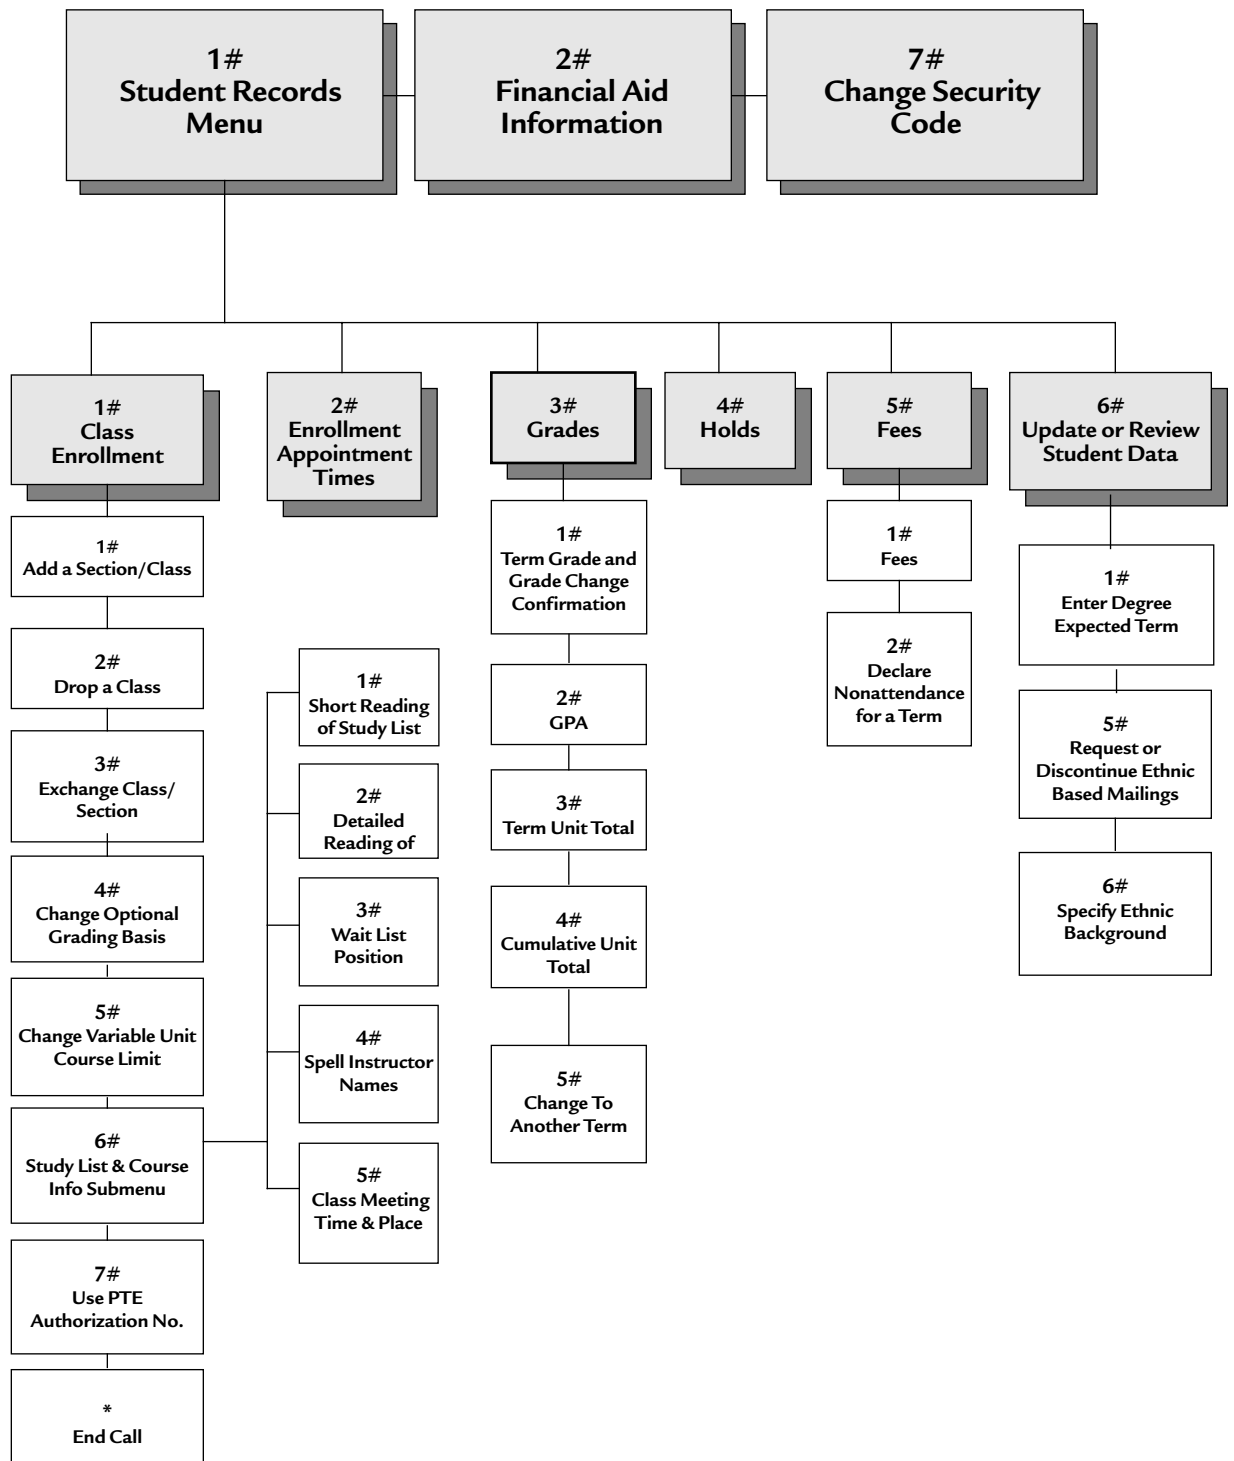 1#
Student Records
Menu
2#
Financial Aid
Information
7#
Change Security
Code
1#
Class
Enrollment
2#
Enrollment
Appointment
Times
3#
Grades
4#
Holds
5#
Fees
6#
Update or Review
Student Data
1#
Add a Section/Class
2#
Drop a Class
3#
Exchange Class/
Section
4#
Change Optional
Grading Basis
5#
Change Variable Unit
Course Limit
6#
Study List & Course
Info Submenu
7#
Use PTE
Authorization No.
*
End Call
1#
Short Reading
of Study List
2#
Detailed
Reading of
3#
Wait List
Position
4#
Spell Instructor
Names
5#
Class Meeting
Time & Place
1#
Term Grade and
Grade Change
Confirmation
2#
GPA
3#
Term Unit Total
4#
Cumulative Unit
Total
5#
Change To
Another Term
1#
Fees
2#
Declare
Nonattendance
for a Term
1#
Enter Degree
Expected Term
5#
Request or
Discontinue Ethnic
Based Mailings
6#
Specify Ethnic
Background